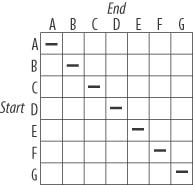 End
A B C D E F G
A —
B —
C —
Start D —
E —
F —
G —